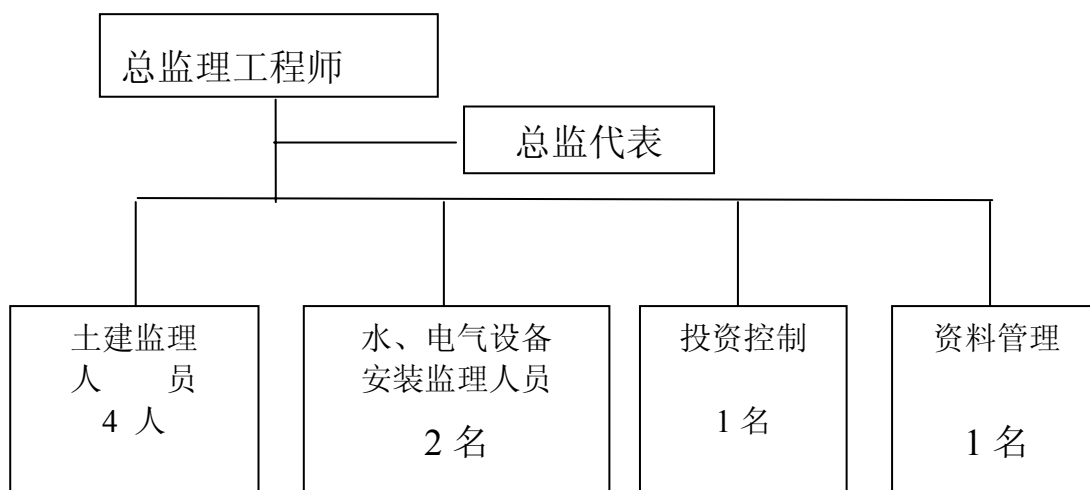 总监理工程师
总监代表
土建监理
人 员
4 人
水、电气设备
安装监理人员
2 名
投资控制
1 名
资料管理
1 名